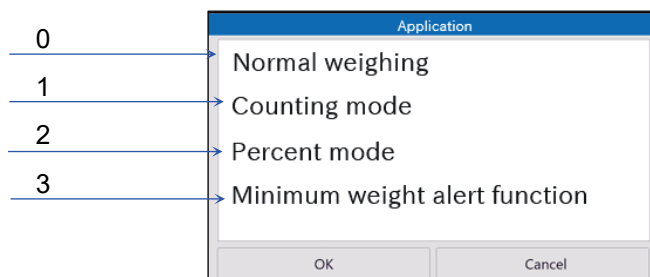 Application
0
Normal weighing
1
Counting mode
2
Percent mode
3
Minimum weight alert function
OK
Cancel